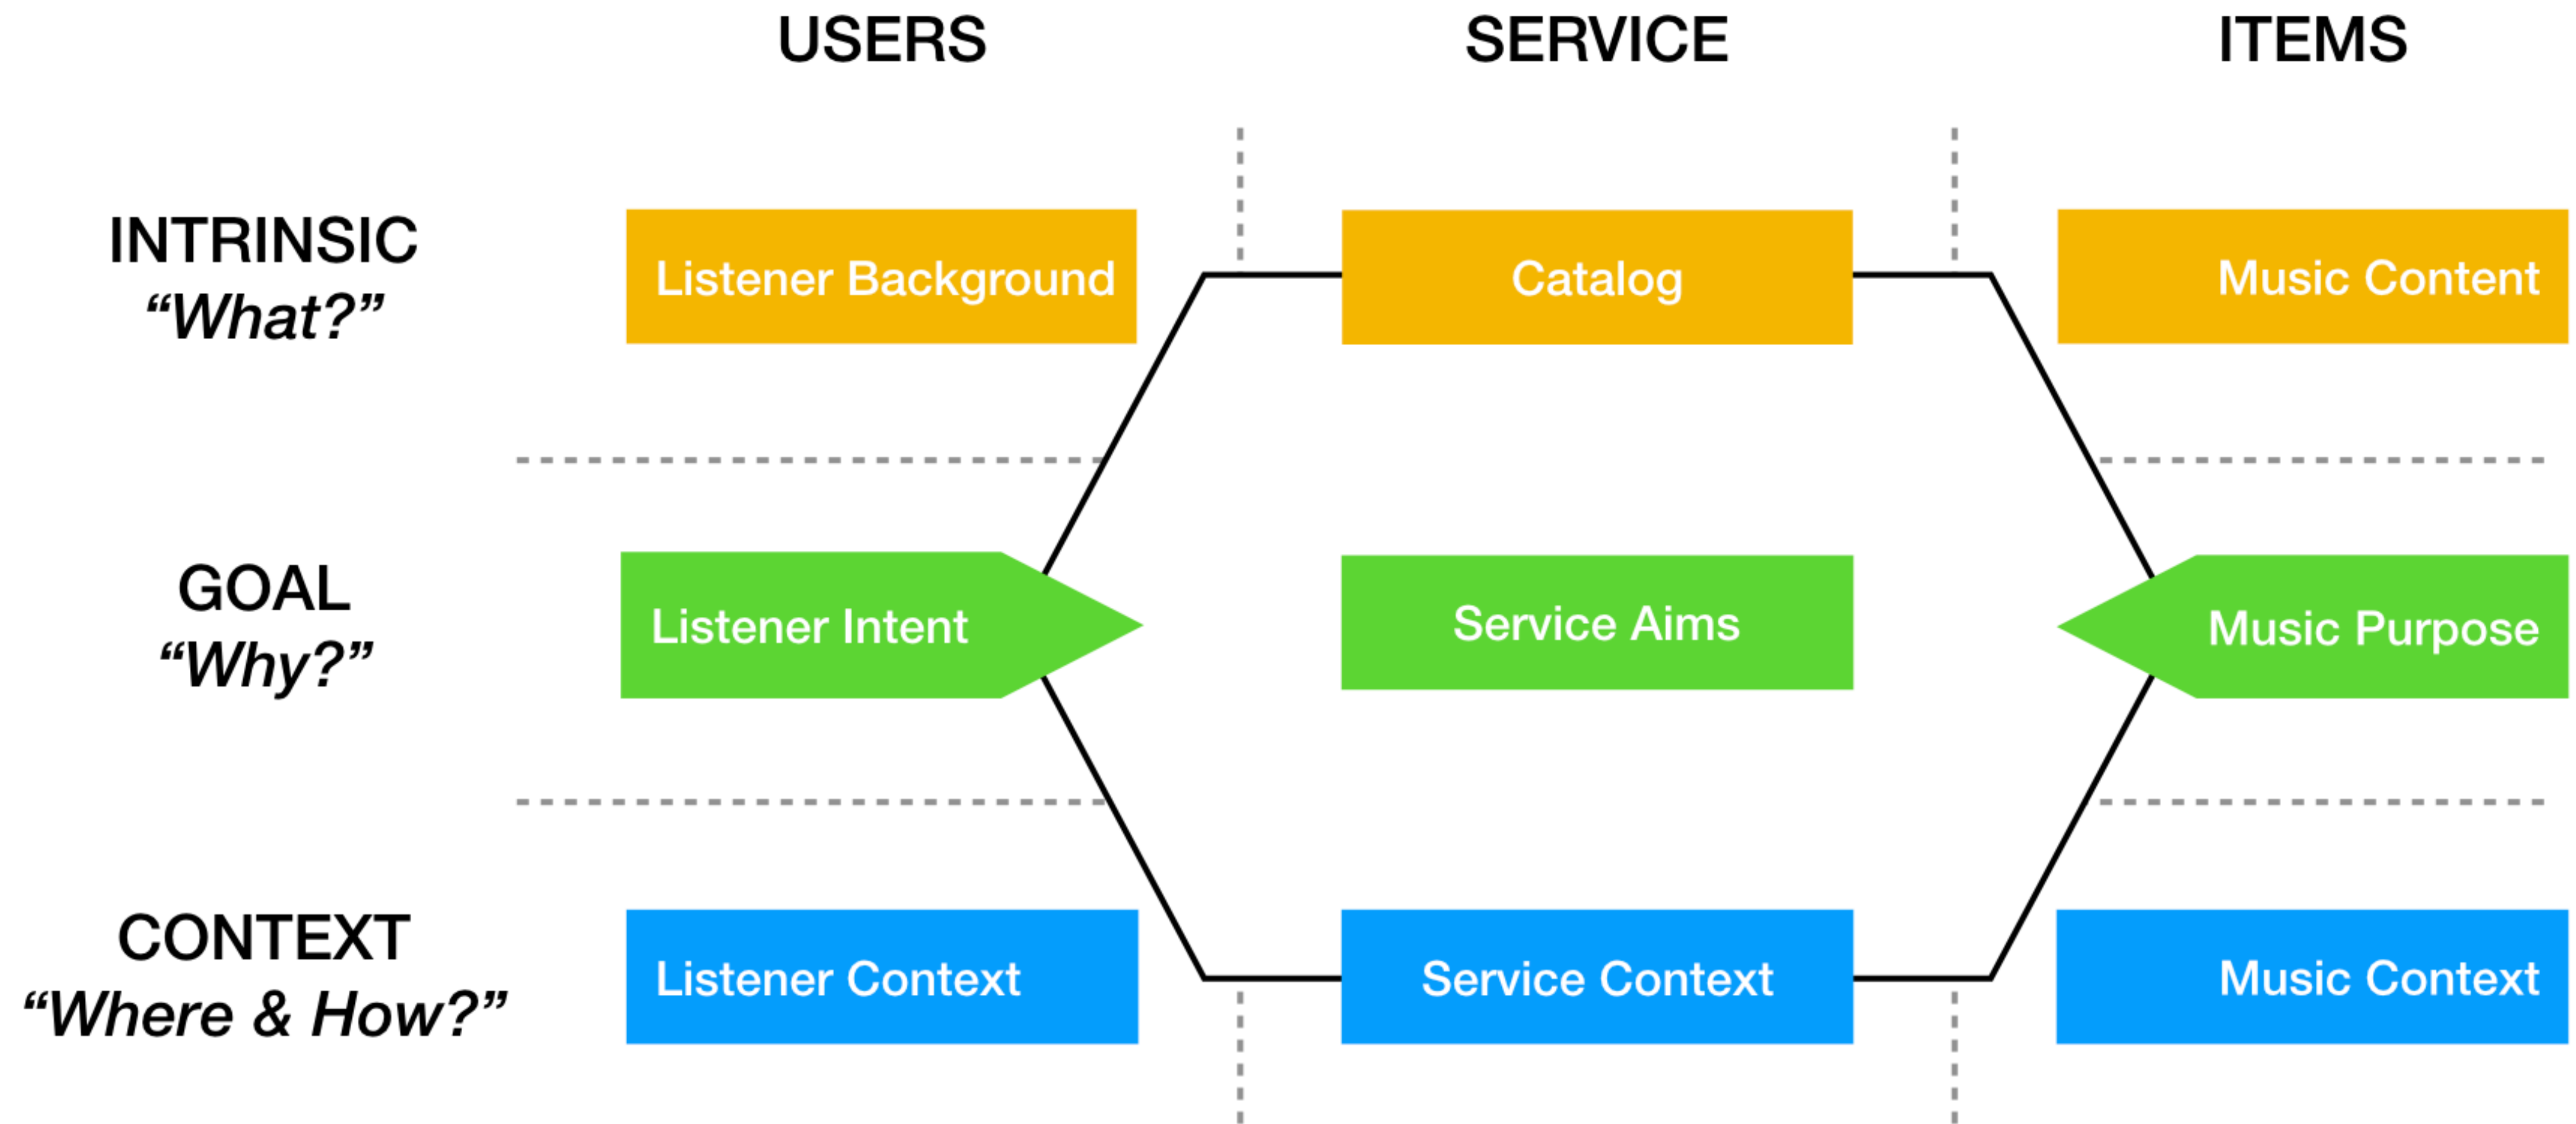 USERS SERVICE ITEMS
INTRINSIC
“What?”
Listener Background Catalog Music Content
GOAL
“Why?”
Listener Intent Service Aims Music Purpose
CONTEXT
“Where & How?”
Listener Context Service Context Music Context